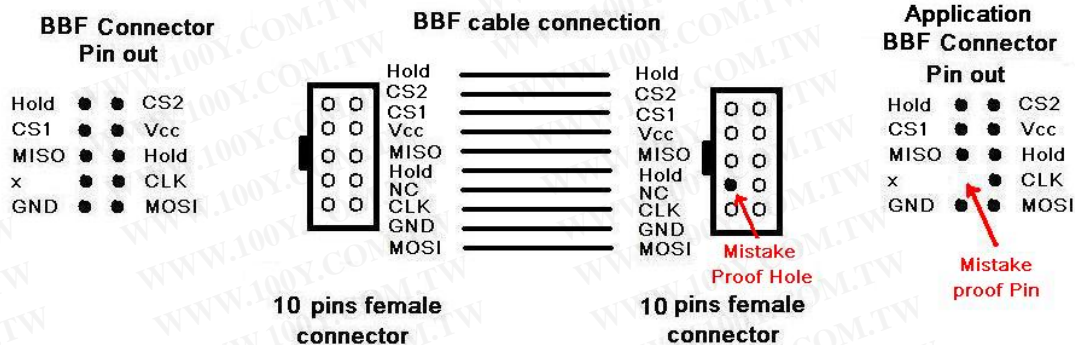 BBF Connector
Pin out
Hold CS2
CS1 Vcc
MISO Hold
x CLK
GND MOSI
BBF cable connection
Hold
CS2
CS1
Vcc
MISO
Hold
NC
CLK
GND
MOSI
10 pins female
connector
Hold
CS2
CS1
Vcc
MISO
Hold
NC
CLK
GND
MOSI
Mistake
Proof Hole
10 pins female
connector
Application
BBF Connector
Pin out
Hold CS2
CS1 Vcc
MISO Hold
x CLK
GND MOSI
Mistake
proof Pin
WWW.100Y.COM.TW